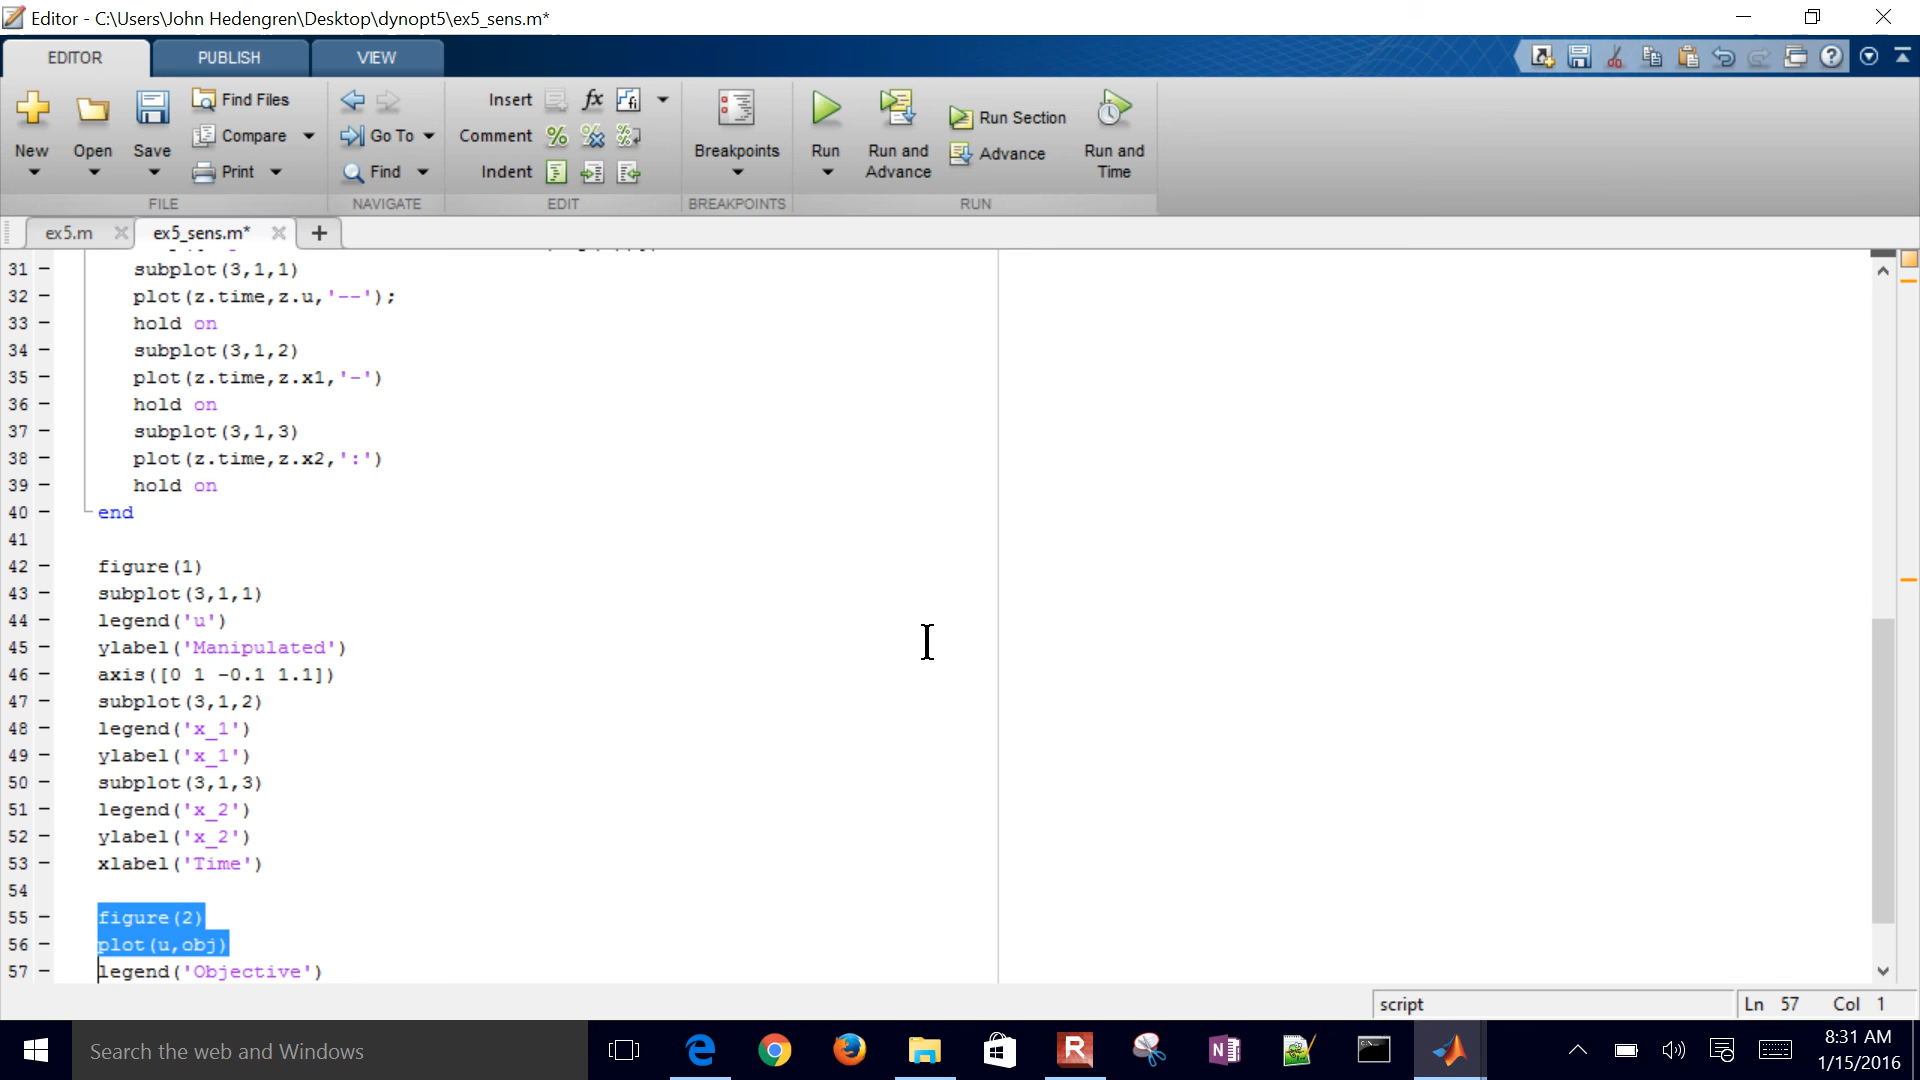 Editor - C:\Users\John Hedengren\Desktop\dynopt5\ex5_sens.m*
EDITOR PUBLISH VIEW
New
Open
Save
Find Files
Compare
Print
FILE
Go To
Find
NAVIGATE
Insert
Comment
Indent
EDIT
Breakpoints
BREAKPOINTS
Run
Run and Advance
Run Section
Advance
Run and Time
RUN
ex5.m ex5_sens.m* +
31 - subplot(3,1,1)
32 - plot(z.time,z.u,'--');
33 - hold on
34 - subplot(3,1,2)
35 - plot(z.time,z.x1,'-')
36 - hold on
37 - subplot(3,1,3)
38 - plot(z.time,z.x2,':')
39 - hold on
40 - end
41
42 - figure(1)
43 - subplot(3,1,1)
44 - legend('u')
45 - ylabel('Manipulated')
46 - axis([0 1 -0.1 1.1])
47 - subplot(3,1,2)
48 - legend('x_1')
49 - ylabel('x_1')
50 - subplot(3,1,3)
51 - legend('x_2')
52 - ylabel('x_2')
53 - xlabel('Time')
54
55 - figure(2)
56 - plot(u,obj)
57 - legend('Objective')
script Ln 57 Col 1
Search the web and Windows
8:31 AM
1/15/2016